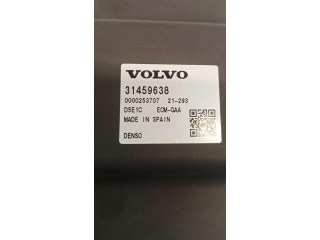 VOLVO
31459638
0000253707 21-293
D5E1C ECM-GAA
MADE IN SPAIN
DENSO